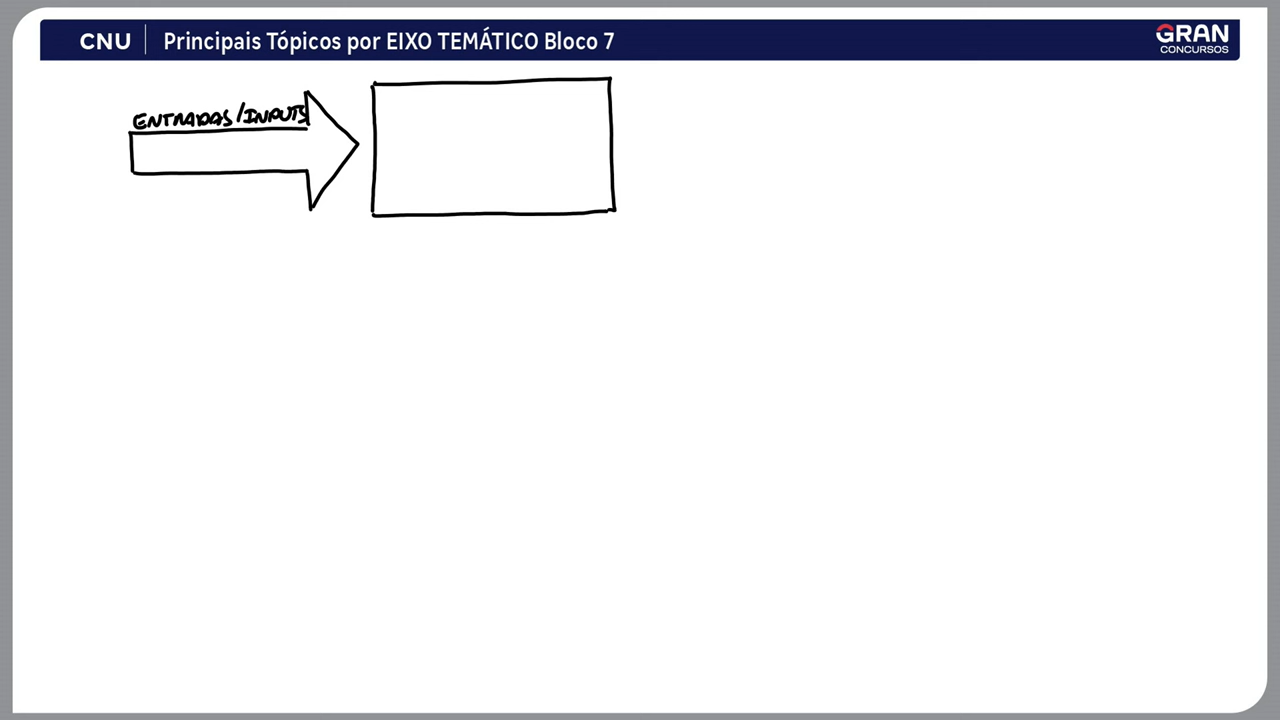 CNU Principais Tópicos por EIXO TEMÁTICO Bloco 7
GRAN
CONCURSOS
ENTRADAS/INPUTS